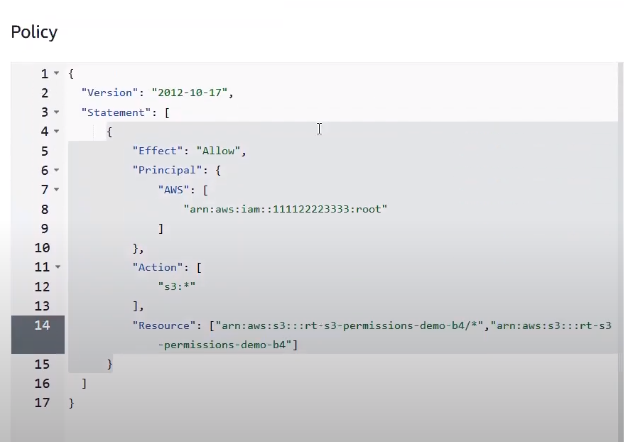 Policy
1 {
2 "Version": "2012-10-17",
3 "Statement": [
4 {
5 "Effect": "Allow",
6 "Principal": {
7 "AWS": [
8 "arn:aws:iam::111122223333:root"
9 ]
10 },
11 "Action": [
12 "s3:*"
13 ],
14 "Resource": ["arn:aws:s3:::rt-s3-permissions-demo-b4/*","arn:aws:s3:::rt-s3
-permissions-demo-b4"]
15 }
16 ]
17 }